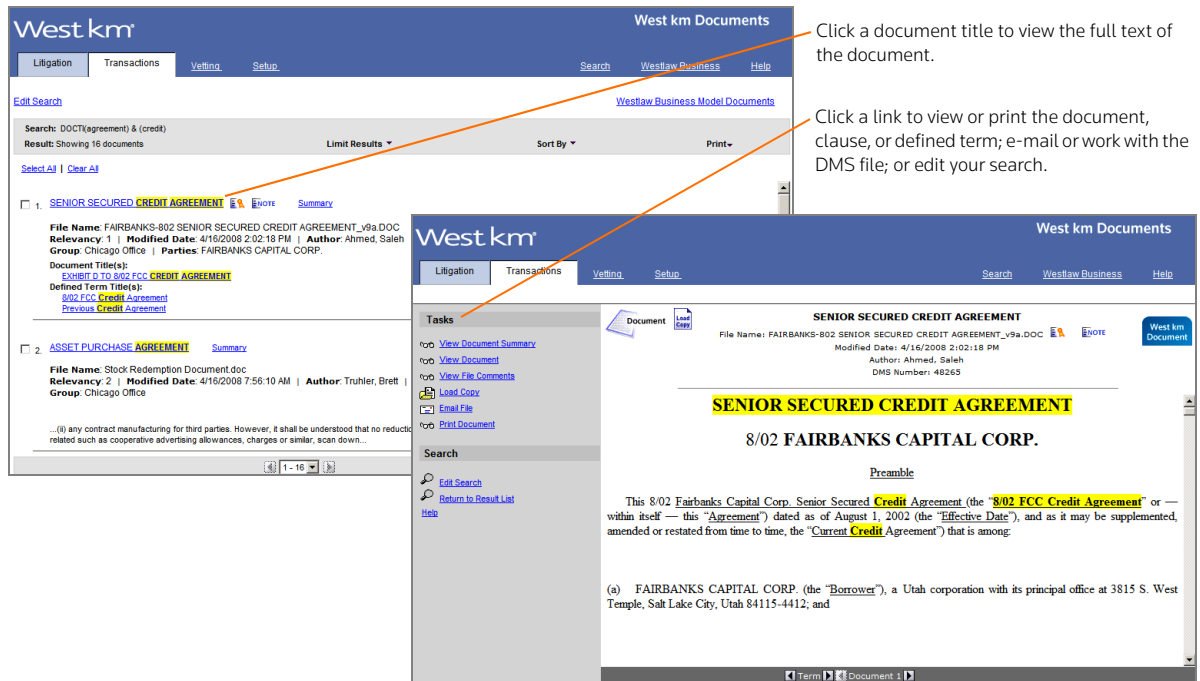 West km
West km Documents
Litigation
Transactions
Vetting
Setup
Search
Westlaw Business
Help
Edit Search
Westlaw Business Model Documents
Search: DOCTI(agreement) & (credit)
Result: Showing 16 documents
Limit Results
Sort By
Print
Select All | Clear All
1. SENIOR SECURED CREDIT AGREEMENT NOTE Summary
File Name: FAIRBANKS-802 SENIOR SECURED CREDIT AGREEMENT_v9a.DOC
Relevancy: 1 | Modified Date: 4/16/2008 2:02:18 PM | Author: Ahmed, Saleh
Group: Chicago Office | Parties: FAIRBANKS CAPITAL CORP.
Document Title(s):
EXHIBIT D TO 8/02 FCC CREDIT AGREEMENT
Defined Term Title(s):
8/02 FCC Credit Agreement
Previous Credit Agreement
2. ASSET PURCHASE AGREEMENT Summary
File Name: Stock Redemption Document.doc
Relevancy: 2 | Modified Date: 4/16/2008 7:56:10 AM | Author: Truhler, Brett |
Group: Chicago Office
...(ii) any contract manufacturing for third parties. However, it shall be understood that no reductio
related such as cooperative advertising allowances, charges or similar, scan down...
1 - 16
Click a document title to view the full text of
the document.
Click a link to view or print the document,
clause, or defined term; e-mail or work with the
DMS file; or edit your search.
West km
West km Documents
Litigation
Transactions
Vetting
Setup
Search
Westlaw Business
Help
Tasks
View Document Summary
View Document
View File Comments
Load Copy
Email File
Print Document
Search
Edit Search
Return to Result List
Help
Document
Load
Copy
SENIOR SECURED CREDIT AGREEMENT
File Name: FAIRBANKS-802 SENIOR SECURED CREDIT AGREEMENT_v9a.DOC NOTE
Modified Date: 4/16/2008 2:02:18 PM
Author: Ahmed, Saleh
DMS Number: 48265
West km
Document
SENIOR SECURED CREDIT AGREEMENT
8/02 FAIRBANKS CAPITAL CORP.
Preamble
This 8/02 Fairbanks Capital Corp. Senior Secured Credit Agreement (the “8/02 FCC Credit Agreement” or —
within itself — this “Agreement”) dated as of August 1, 2002 (the “Effective Date”), and as it may be supplemented,
amended or restated from time to time, the “Current Credit Agreement”) that is among:
(a) FAIRBANKS CAPITAL CORP. (the “Borrower”), a Utah corporation with its principal office at 3815 S. West
Temple, Salt Lake City, Utah 84115-4412; and
Term Document 1